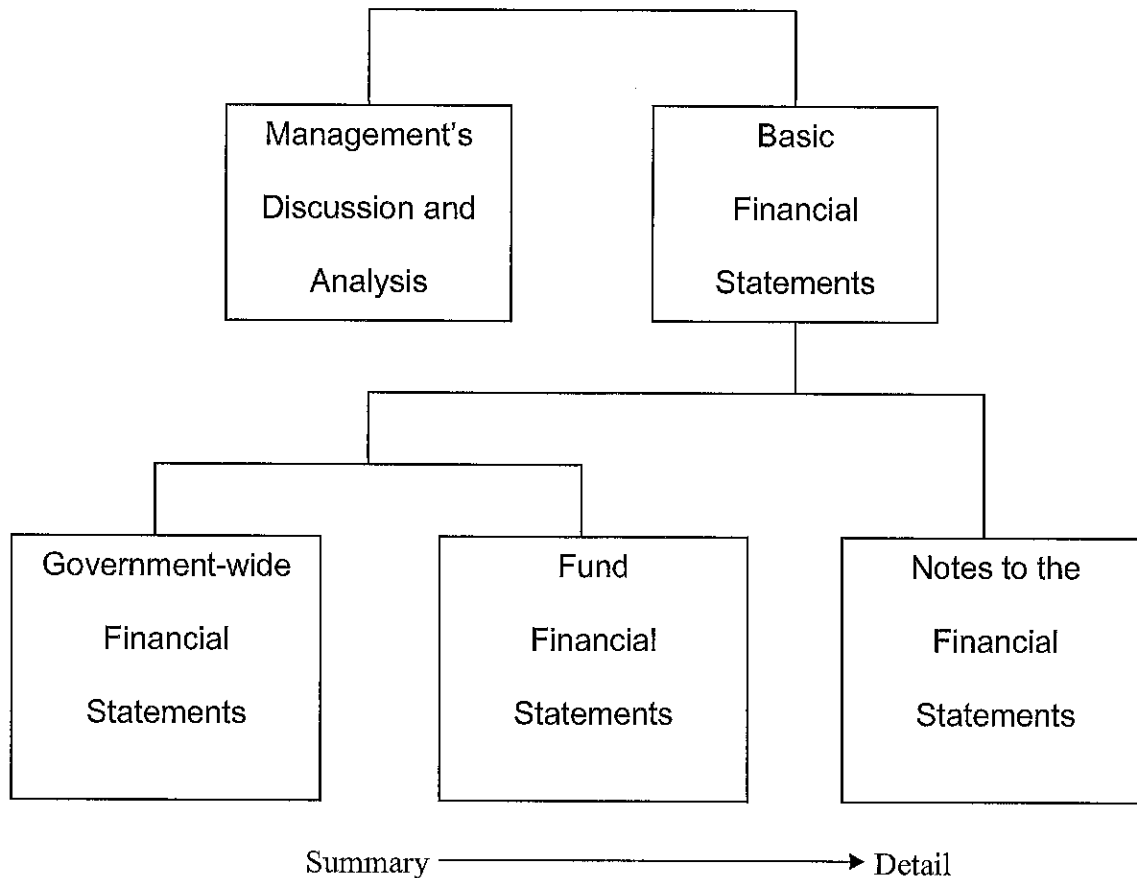 Management's
Discussion and
Analysis
Basic
Financial
Statements
Government-wide
Financial
Statements
Fund
Financial
Statements
Notes to the
Financial
Statements
Summary
Detail